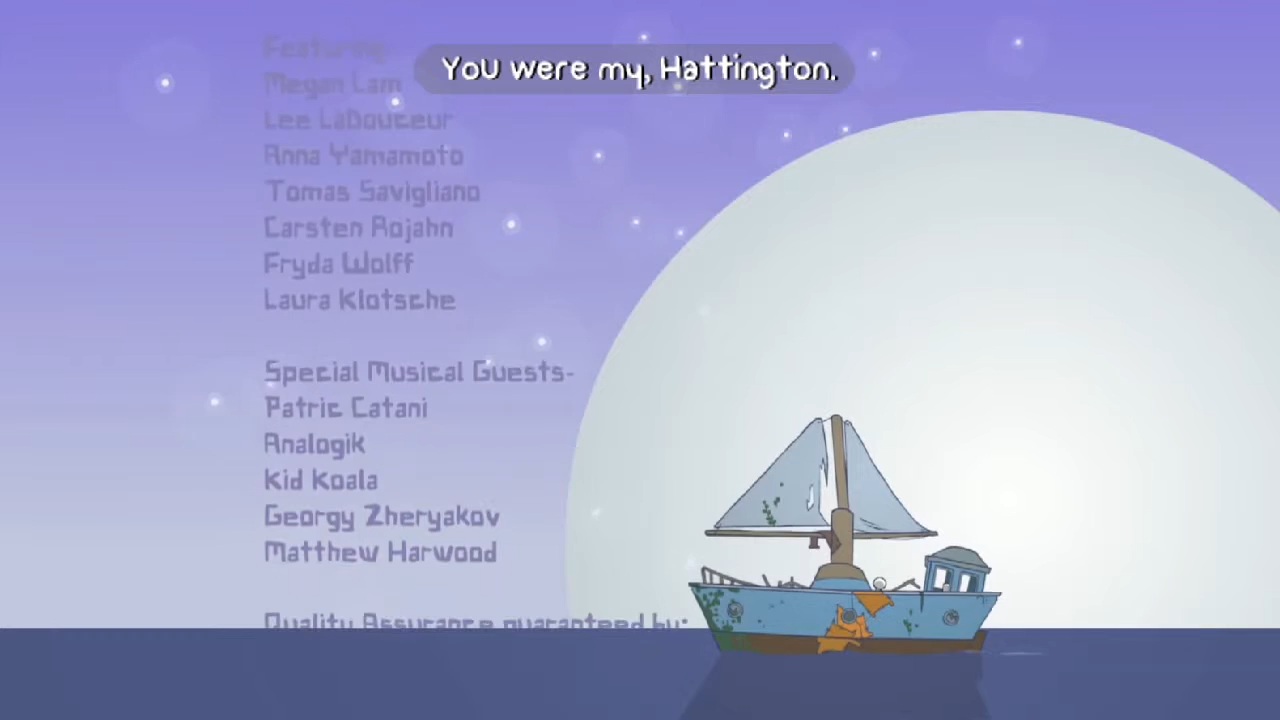 Featuring-
You were my, Hattington.
Megan Lam
Lee LaDouceur
Anna Yamamoto
Tomas Savigliano
Carsten Rojahn
Fryda Wolff
Laura Klotsche
Special Musical Guests-
Patric Catani
Analogik
Kid Koala
Georgy Zheryakov
Matthew Harwood
Quality Assurance guaranteed by: